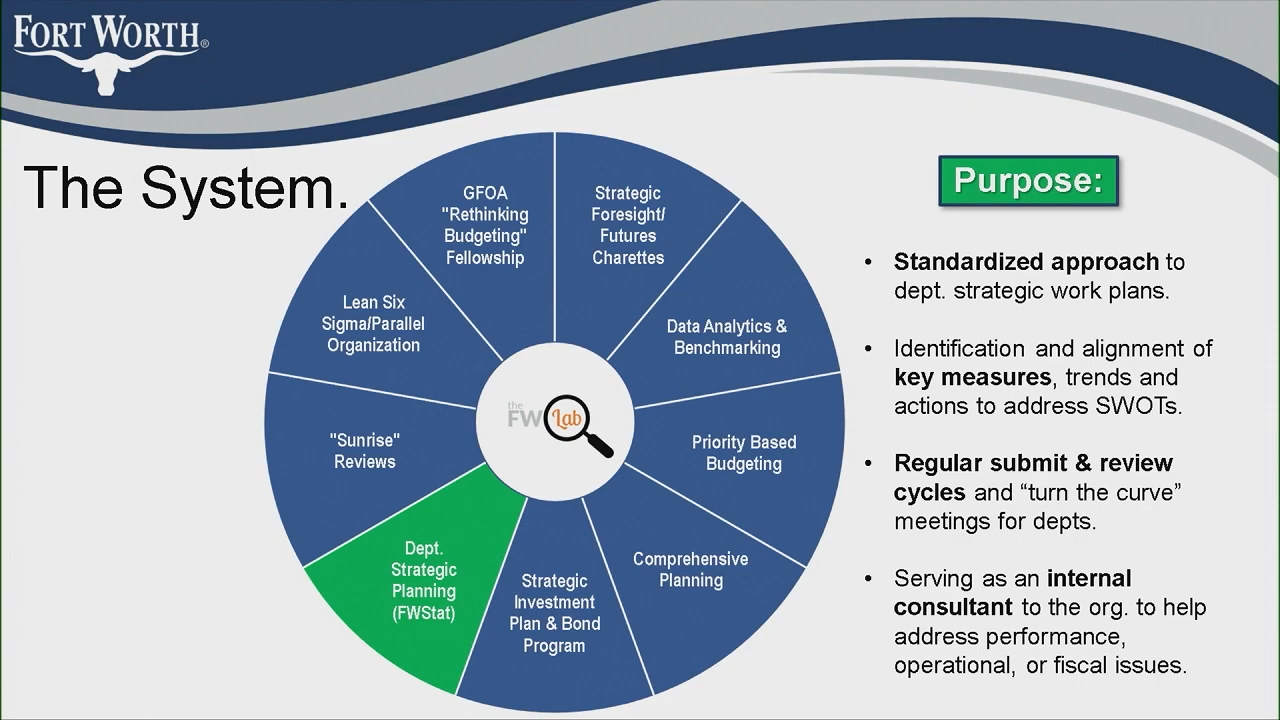 FORT WORTH®
The System.
GFOA
"Rethinking
Budgeting"
Fellowship
Strategic
Foresight/
Futures
Charettes
Data Analytics &
Benchmarking
Priority Based
Budgeting
Comprehensive
Planning
Strategic
Investment
Plan & Bond
Program
Dept.
Strategic
Planning
(FWStat)
"Sunrise"
Reviews
Lean Six
Sigma/Parallel
Organization
the
FW Lab
Purpose:
• Standardized approach to
dept. strategic work plans.
• Identification and alignment of
key measures, trends and
actions to address SWOTs.
• Regular submit & review
cycles and “turn the curve”
meetings for depts.
• Serving as an internal
consultant to the org. to help
address performance,
operational, or fiscal issues.